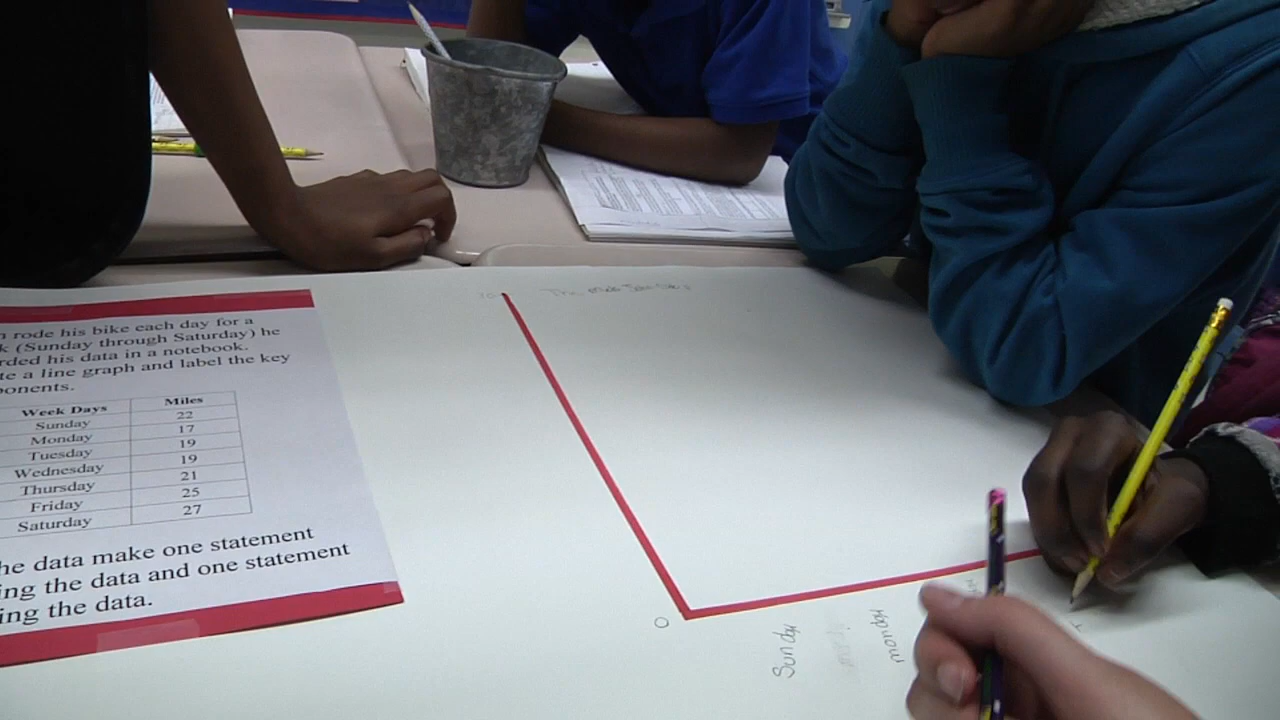 n rode his bike each day for a
k (Sunday through Saturday) he
rded his data in a notebook.
te a line graph and label the key
ponents.
Week Days Miles
Sunday 22
Monday 17
Tuesday 19
Wednesday 19
Thursday 21
Friday 25
Saturday 27
he data make one statement
ing the data and one statement
ing the data.
The
0
Sunday
monday